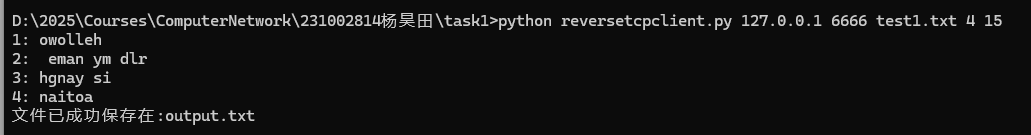 D:\2025\Courses\ComputerNetwork\231002814杨昊田\task1>python reversetcpclient.py 127.0.0.1 6666 test1.txt 4 15
1: owolleh
2:  eman ym dlr
3: hgnay si
4: naitoa
文件已成功保存在:output.txt